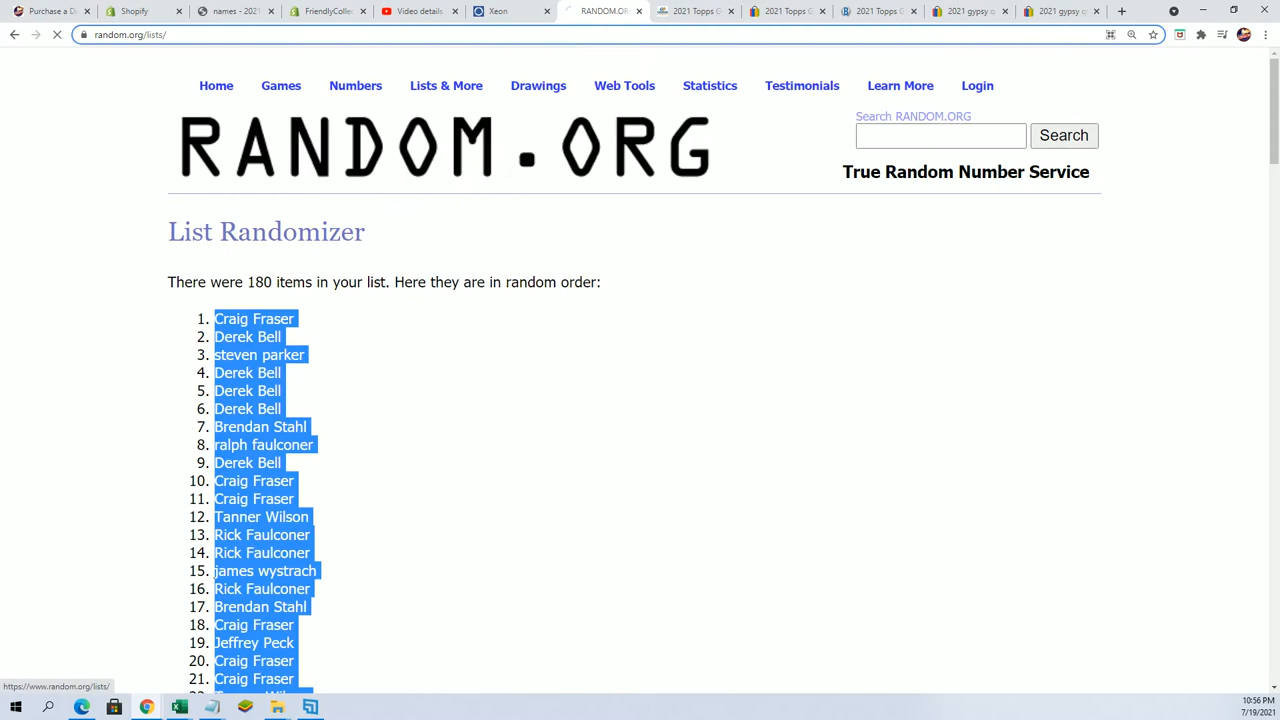 Purchase a Di
Shopify
names - 202
FriendlyColle
Video details
Xeon
RANDOM.OR
2021 Topps G
2021 Topps G
2021 Topps G
2021 gypsy q
2021 gypsy q
random.org/lists/
Home Games Numbers Lists & More Drawings Web Tools Statistics Testimonials Learn More Login
RANDOM.ORG
Search RANDOM.ORG
Search
True Random Number Service
List Randomizer
There were 180 items in your list. Here they are in random order:
1. Craig Fraser
2. Derek Bell
3. steven parker
4. Derek Bell
5. Derek Bell
6. Derek Bell
7. Brendan Stahl
8. ralph faulconer
9. Derek Bell
10. Craig Fraser
11. Craig Fraser
12. Tanner Wilson
13. Rick Faulconer
14. Rick Faulconer
15. james wystrach
16. Rick Faulconer
17. Brendan Stahl
18. Craig Fraser
19. Jeffrey Peck
20. Craig Fraser
21. Craig Fraser
https://www.random.org/lists/
10:56 PM
7/19/2021